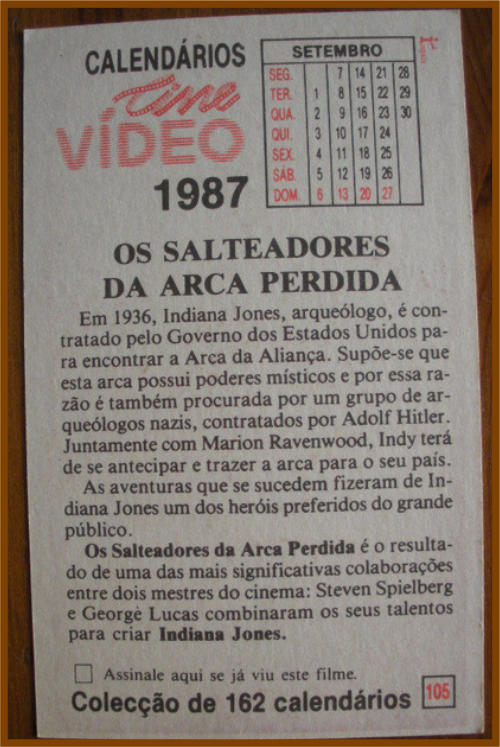 CALENDÁRIOS
Cine
VÍDEO
1987
SETEMBRO
SEG. 7 14 21 28
TER. 1 8 15 22 29
QUA. 2 9 16 23 30
QUI. 3 10 17 24
SEX. 4 11 18 25
SÁB. 5 12 19 26
DOM. 6 13 20 27
OS SALTEADORES
DA ARCA PERDIDA
Em 1936, Indiana Jones, arqueólogo, é con-
tratado pelo Governo dos Estados Unidos pa-
ra encontrar a Arca da Aliança. Supõe-se que
esta arca possui poderes místicos e por essa ra-
zão é também procurada por um grupo de ar-
queólogos nazis, contratados por Adolf Hitler.
Juntamente com Marion Ravenwood, Indy terá
de se antecipar e trazer a arca para o seu país.
As aventuras que se sucedem fizeram de In-
diana Jones um dos heróis preferidos do grande
público.
Os Salteadores da Arca Perdida é o resulta-
do de uma das mais significativas colaborações
entre dois mestres do cinema: Steven Spielberg
e George Lucas combinaram os seus talentos
para criar Indiana Jones.
Assinale aqui se já viu este filme.
Colecção de 162 calendários 105